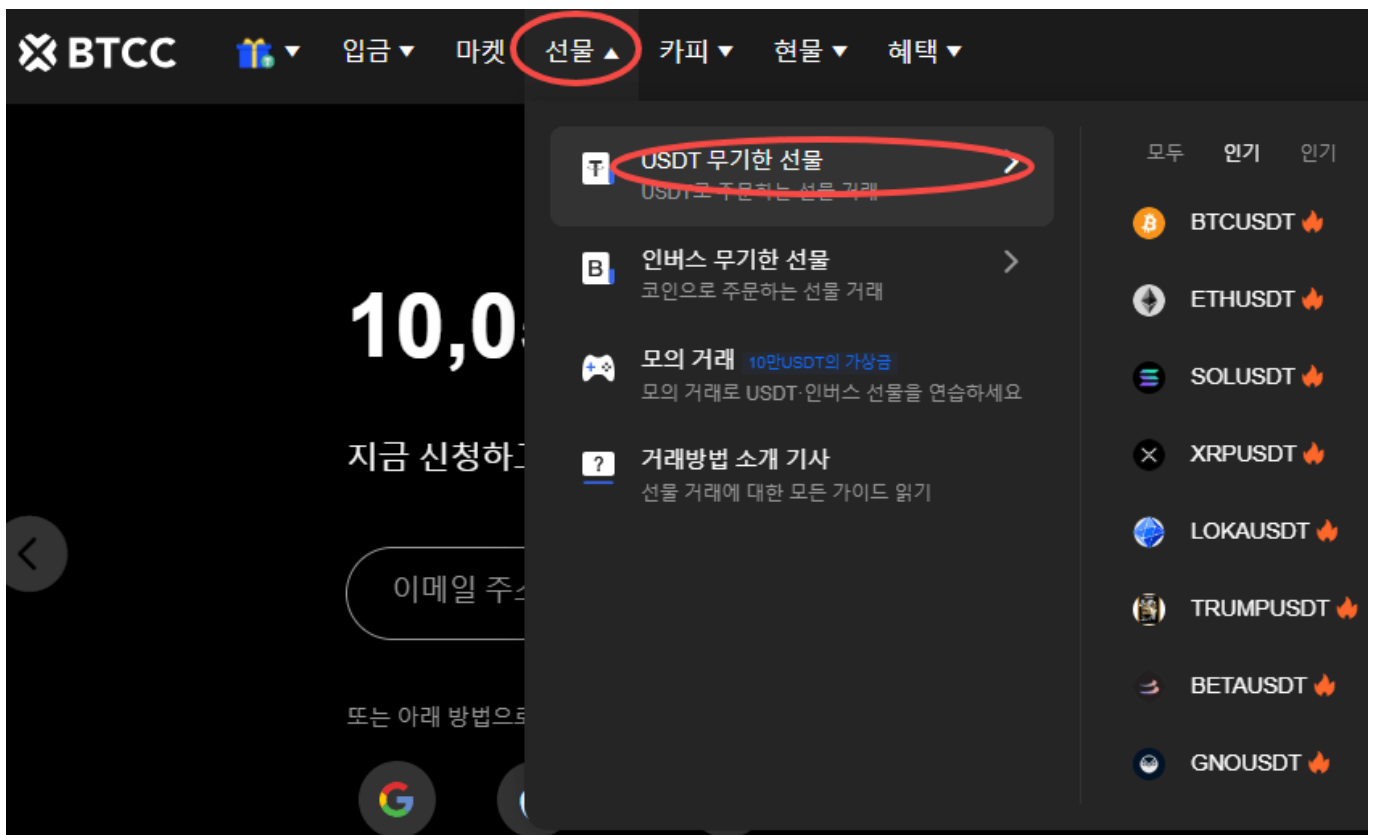 BTCC
입금 ▼
마켓
선물 ▲
카피 ▼
현물 ▼
혜택 ▼
USDT 무기한 선물
USDT로 주문하는 선물 거래
인버스 무기한 선물
코인으로 주문하는 선물 거래
모의 거래 10만USDT의 가상금
모의 거래로 USDT·인버스 선물을 연습하세요
거래방법 소개 기사
선물 거래에 대한 모든 가이드 읽기
모두 인기 인기
BTCUSDT
ETHUSDT
SOLUSDT
XRPUSDT
LOKAUSDT
TRUMPUSDT
BETAUSDT
GNOUSDT
10,0
지금 신청하
이메일
또는 아래